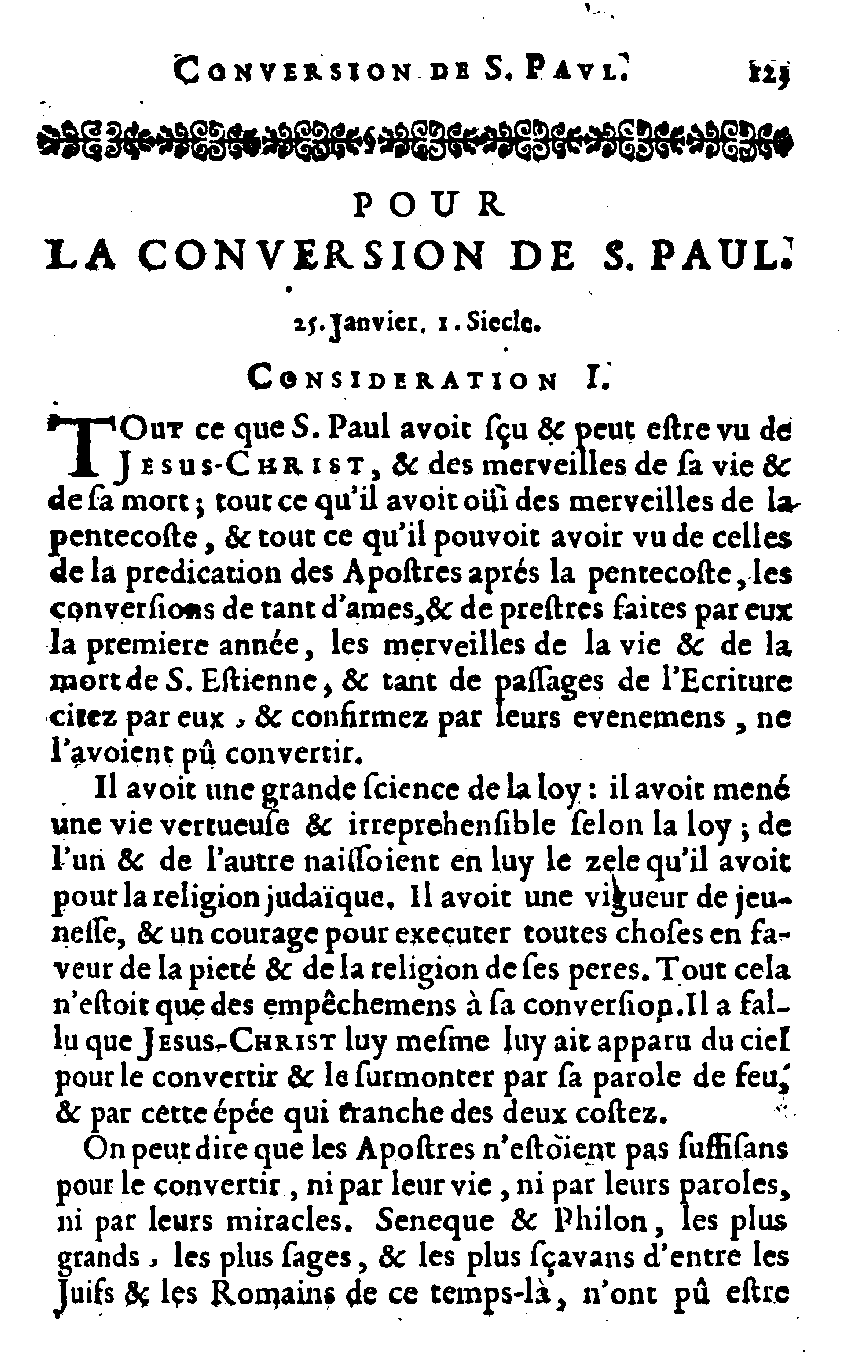 CONVERSION DE S. PAVL. 123
POUR
LA CONVERSION DE S. PAUL.
25. Janvier. 1. Siecle.
CONSIDERATION I.
TOUT ce que S. Paul avoit ſçu & peut eſtre vu de
JESUS-CHRIST, & des merveilles de ſa vie &
de ſa mort ; tout ce qu'il avoit oüi des merveilles de la
pentecoſte, & tout ce qu'il pouvoit avoir vu de celles
de la predication des Apoſtres aprés la pentecoſte, les
converſions de tant d'ames, & de preſtres faites par eux
la premiere année, les merveilles de la vie & de la
mort de S. Eſtienne, & tant de paſſages de l'Ecriture
citez par eux, & confirmez par leurs evenemens, ne
l'avoient pû convertir.
Il avoit une grande ſcience de la loy : il avoit mené
une vie vertueuſe & irreprehenſible ſelon la loy ; de
l'un & de l'autre naiſſoient en luy le zele qu'il avoit
pour la religion judaïque. Il avoit une vigueur de jeu-
neſſe, & un courage pour executer toutes choſes en fa-
veur de la pieté & de la religion de ſes peres. Tout cela
n'eſtoit que des empêchemens à ſa converſion. Il a fal-
lu que JESUS-CHRIST luy meſme luy ait apparu du ciel
pour le convertir & le ſurmonter par ſa parole de feu,
& par cette épée qui tranche des deux coſtez.
On peut dire que les Apoſtres n'eſtoient pas ſuffiſans
pour le convertir, ni par leur vie, ni par leurs paroles,
ni par leurs miracles. Seneque & Philon, les plus
grands, les plus ſages, & les plus ſçavans d'entre les
Juifs & les Romains de ce temps-là, n'ont pû eſtre